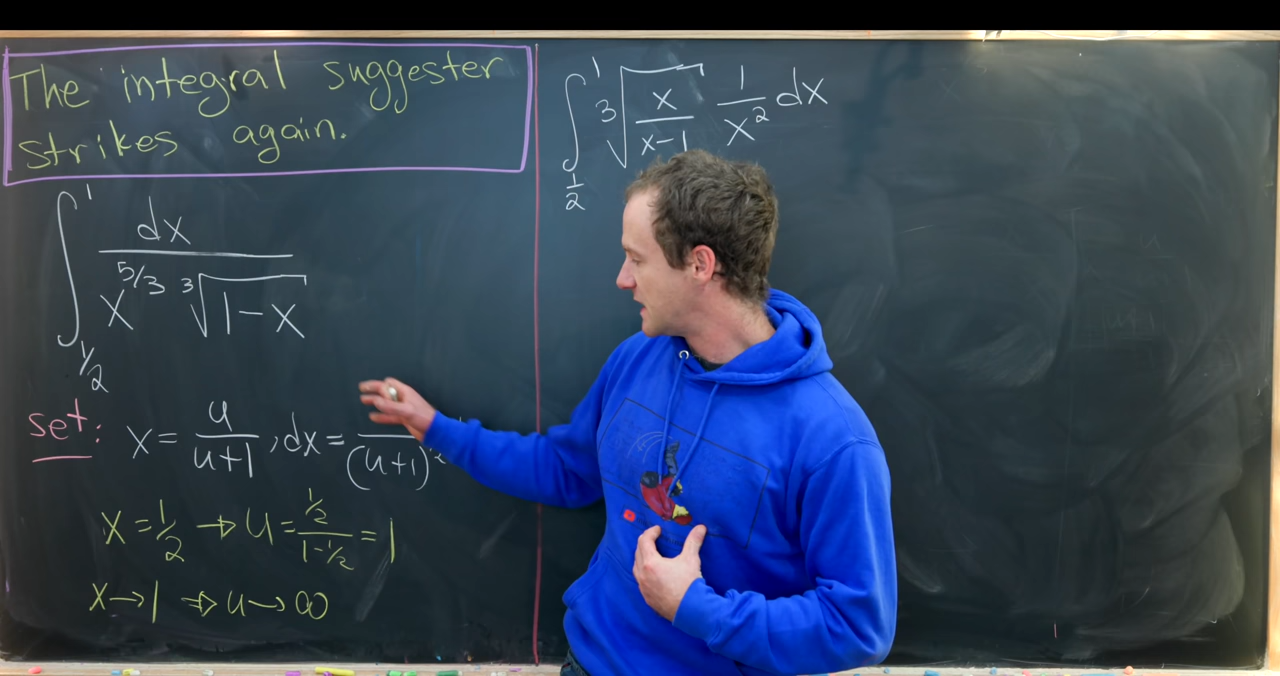 The integral suggester
strikes again.
∫_{1/2}^{1} dx / (x^{5/3} ∛(1-x))
set: x = u/(u+1), dx = /(u+1)²
x = 1/2 → u = (1/2)/(1-1/2) = 1
x→1 ⇒ u→∞
∫_{1/2}^{1} ∛(x/(x-1)) 1/x² dx